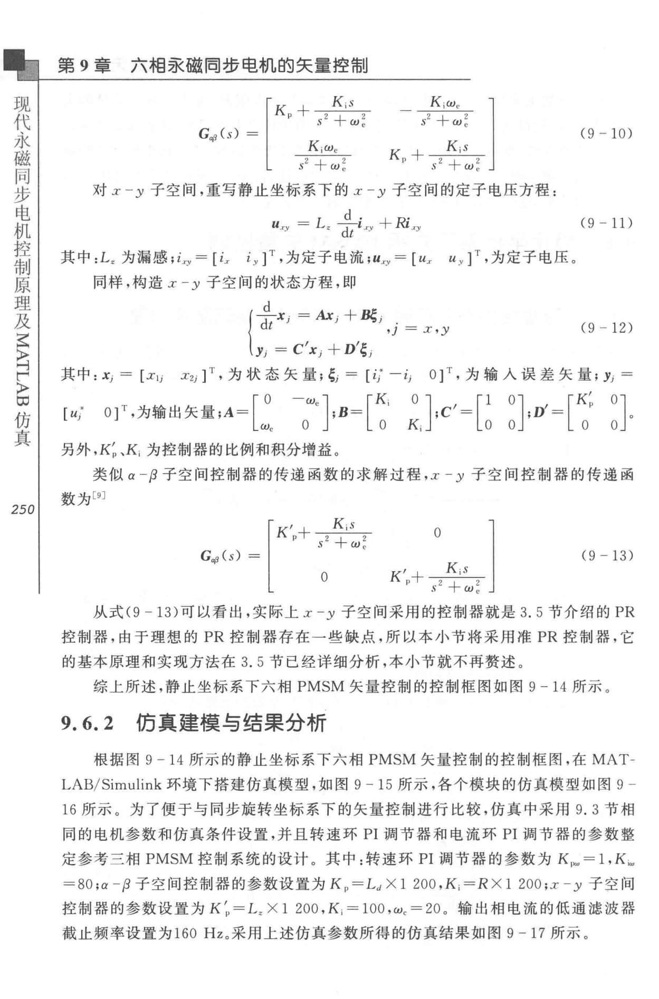 第 9 章　六相永磁同步电机的矢量控制
现代永磁同步电机控制原理及MATLAB仿真
250
$$\boldsymbol{G}_{\alpha\beta}(s) = \begin{bmatrix} K_p + \frac{K_i s}{s^2+\omega_e^2} & -\frac{K_i\omega_e}{s^2+\omega_e^2} \\ \frac{K_i\omega_e}{s^2+\omega_e^2} & K_p + \frac{K_i s}{s^2+\omega_e^2} \end{bmatrix}$$ (9-10)
对 x-y 子空间,重写静止坐标系下的 x-y 子空间的定子电压方程:
$$\boldsymbol{u}_{xy} = L_z \frac{d}{dt}\boldsymbol{i}_{xy} + R\boldsymbol{i}_{xy}$$ (9-11)
其中:$L_z$ 为漏感;$\boldsymbol{i}_{xy}=[i_x \quad i_y]^T$,为定子电流;$\boldsymbol{u}_{xy}=[u_x \quad u_y]^T$,为定子电压。
同样,构造 x-y 子空间的状态方程,即
$$\begin{cases} \frac{d}{dt}\boldsymbol{x}_j = \boldsymbol{A}\boldsymbol{x}_j + \boldsymbol{B}\boldsymbol{\xi}_j \\ \boldsymbol{y}_j = \boldsymbol{C}'\boldsymbol{x}_j + \boldsymbol{D}'\boldsymbol{\xi}_j \end{cases}, j = x,y$$ (9-12)
其中:$\boldsymbol{x}_j = [x_{1j} \quad x_{2j}]^T$,为状态矢量;$\boldsymbol{\xi}_j = [i_j^* - i_j \quad 0]^T$,为输入误差矢量;$\boldsymbol{y}_j =$
$[u_j^* \quad 0]^T$,为输出矢量;$\boldsymbol{A}=\begin{bmatrix} 0 & -\omega_e \\ \omega_e & 0 \end{bmatrix}$;$\boldsymbol{B}=\begin{bmatrix} K_i & 0 \\ 0 & K_i \end{bmatrix}$;$\boldsymbol{C}'=\begin{bmatrix} 1 & 0 \\ 0 & 0 \end{bmatrix}$;$\boldsymbol{D}'=\begin{bmatrix} K_p' & 0 \\ 0 & 0 \end{bmatrix}$。
另外,$K_p'$、$K_i$ 为控制器的比例和积分增益。
类似 α-β 子空间控制器的传递函数的求解过程,x-y 子空间控制器的传递函
数为[9]
$$\boldsymbol{G}_{\alpha\beta}(s) = \begin{bmatrix} K_p' + \frac{K_i s}{s^2+\omega_e^2} & 0 \\ 0 & K_p' + \frac{K_i s}{s^2+\omega_e^2} \end{bmatrix}$$ (9-13)
从式(9-13)可以看出,实际上 x-y 子空间采用的控制器就是 3.5 节介绍的 PR
控制器,由于理想的 PR 控制器存在一些缺点,所以本小节将采用准 PR 控制器,它
的基本原理和实现方法在 3.5 节已经详细分析,本小节就不再赘述。
综上所述,静止坐标系下六相 PMSM 矢量控制的控制框图如图 9-14 所示。
9.6.2　仿真建模与结果分析
根据图 9-14 所示的静止坐标系下六相 PMSM 矢量控制的控制框图,在 MAT-
LAB/Simulink 环境下搭建仿真模型,如图 9-15 所示,各个模块的仿真模型如图 9-
16 所示。为了便于与同步旋转坐标系下的矢量控制进行比较,仿真中采用 9.3 节相
同的电机参数和仿真条件设置,并且转速环 PI 调节器和电流环 PI 调节器的参数整
定参考三相 PMSM 控制系统的设计。其中:转速环 PI 调节器的参数为 $K_{p\omega}=1$,$K_{i\omega}$
=80;α-β 子空间控制器的参数设置为 $K_p=L_d×1 200$,$K_i=R×1 200$;x-y 子空间
控制器的参数设置为 $K_p'=L_z×1 200$,$K_i=100$,$\omega_c=20$。输出相电流的低通滤波器
截止频率设置为160 Hz。采用上述仿真参数所得的仿真结果如图 9-17 所示。